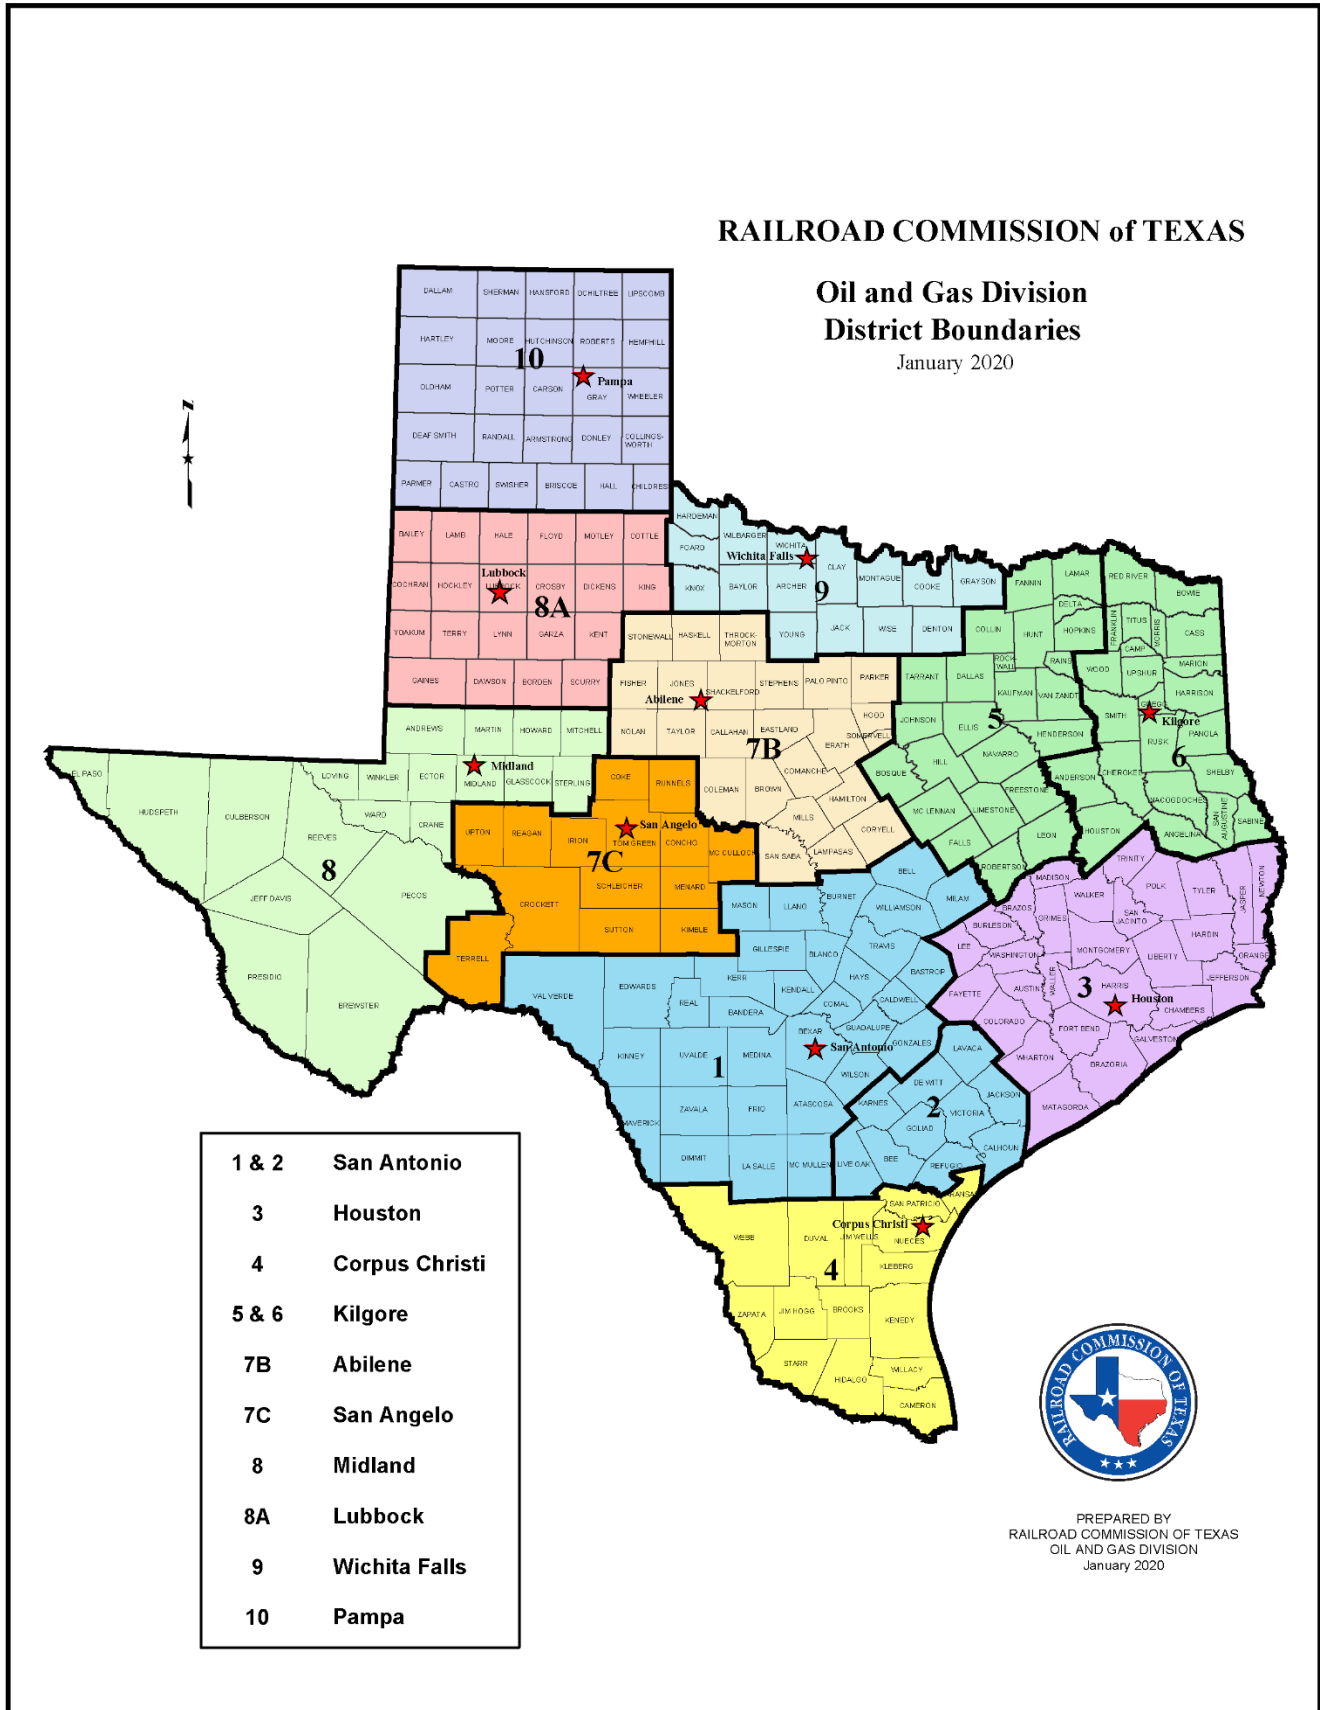 RAILROAD COMMISSION of TEXAS
Oil and Gas Division
District Boundaries
January 2020
N
DALLAM SHERMAN HANSFORD OCHILTREE LIPSCOMB
HARTLEY MOORE HUTCHINSON ROBERTS HEMPHILL
10
Pampa
OLDHAM POTTER CARSON GRAY WHEELER
DEAF SMITH RANDALL ARMSTRONG DONLEY COLLINGS-
WORTH
PARMER CASTRO SWISHER BRISCOE HALL CHILDRESS
BAILEY LAMB HALE FLOYD MOTLEY COTTLE
Lubbock
COCHRAN HOCKLEY LUBBOCK CROSBY DICKENS KING
8A
YOAKUM TERRY LYNN GARZA KENT
GAINES DAWSON BORDEN SCURRY
HARDEMAN WILBARGER WICHITA
FOARD Wichita Falls CLAY MONTAGUE COOKE GRAYSON
KNOX BAYLOR ARCHER
9
YOUNG JACK WISE DENTON
STONEWALL HASKELL THROCK-
MORTON
FISHER JONES SHACKELFORD STEPHENS PALO PINTO PARKER
Abilene
NOLAN TAYLOR CALLAHAN EASTLAND ERATH HOOD
SOMERVELL
7B
COLEMAN BROWN COMANCHE HAMILTON
MILLS CORYELL
SAN SABA LAMPASAS
FANNIN LAMAR
DELTA
COLLIN HUNT HOPKINS
ROCK-
WALL RAINS
TARRANT DALLAS KAUFMAN VAN ZANDT
5
JOHNSON ELLIS HENDERSON
HILL NAVARRO
BOSQUE FREESTONE
MC LENNAN LIMESTONE
FALLS LEON
ROBERTSON
RED RIVER BOWIE
FRANKLIN TITUS MORRIS CASS
CAMP MARION
WOOD UPSHUR HARRISON
GREGG
SMITH Kilgore
RUSK PANOLA
6
ANDERSON CHEROKEE SHELBY
NACOGDOCHES
SAN
AUGUSTINE SABINE
HOUSTON ANGELINA
ANDREWS MARTIN HOWARD MITCHELL
EL PASO LOVING WINKLER ECTOR Midland
MIDLAND GLASSCOCK STERLING
HUDSPETH CULBERSON REEVES WARD CRANE
8
JEFF DAVIS PECOS
PRESIDIO BREWSTER
COKE RUNNELS
San Angelo
UPTON REAGAN IRION TOM GREEN CONCHO MC CULLOCH
7C
SCHLEICHER MENARD
CROCKETT
SUTTON KIMBLE
TERRELL
BELL
MASON LLANO BURNET WILLIAMSON MILAM
GILLESPIE BLANCO TRAVIS
HAYS BASTROP
VAL VERDE EDWARDS KERR KENDALL
REAL BANDERA COMAL CALDWELL
GUADALUPE
KINNEY UVALDE MEDINA BEXAR GONZALES
San Antonio
1
WILSON
MAVERICK ZAVALA FRIO ATASCOSA
DIMMIT LA SALLE MC MULLEN
LAVACA
DE WITT
KARNES JACKSON
2
VICTORIA
GOLIAD
LIVE OAK BEE CALHOUN
REFUGIO
TRINITY
MADISON WALKER POLK TYLER JASPER NEWTON
BRAZOS GRIMES SAN
JACINTO
BURLESON HARDIN
LEE WASHINGTON MONTGOMERY LIBERTY ORANGE
WALLER HARRIS JEFFERSON
FAYETTE AUSTIN
3
Houston
CHAMBERS
COLORADO FORT BEND GALVESTON
WHARTON BRAZORIA
MATAGORDA
ARANSAS
SAN PATRICIO
Corpus Christi
WEBB DUVAL JIM WELLS NUECES
4
KLEBERG
ZAPATA JIM HOGG BROOKS KENEDY
STARR HIDALGO WILLACY
CAMERON
1 & 2 San Antonio
3 Houston
4 Corpus Christi
5 & 6 Kilgore
7B Abilene
7C San Angelo
8 Midland
8A Lubbock
9 Wichita Falls
10 Pampa
RAILROAD COMMISSION OF TEXAS
PREPARED BY
RAILROAD COMMISSION OF TEXAS
OIL AND GAS DIVISION
January 2020